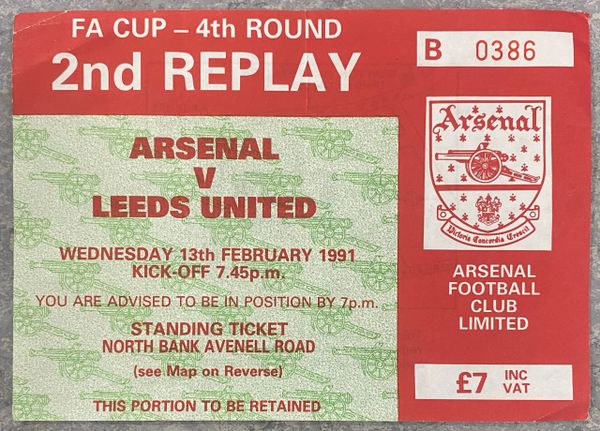 FA CUP – 4th ROUND
2nd REPLAY
B 0386
ARSENAL
V
LEEDS UNITED
WEDNESDAY 13th FEBRUARY 1991
KICK-OFF 7.45p.m.
YOU ARE ADVISED TO BE IN POSITION BY 7p.m.
STANDING TICKET
NORTH BANK AVENELL ROAD
(see Map on Reverse)
THIS PORTION TO BE RETAINED
Arsenal
Victoria Concordia Crescit
ARSENAL
FOOTBALL
CLUB
LIMITED
£7 INC
VAT